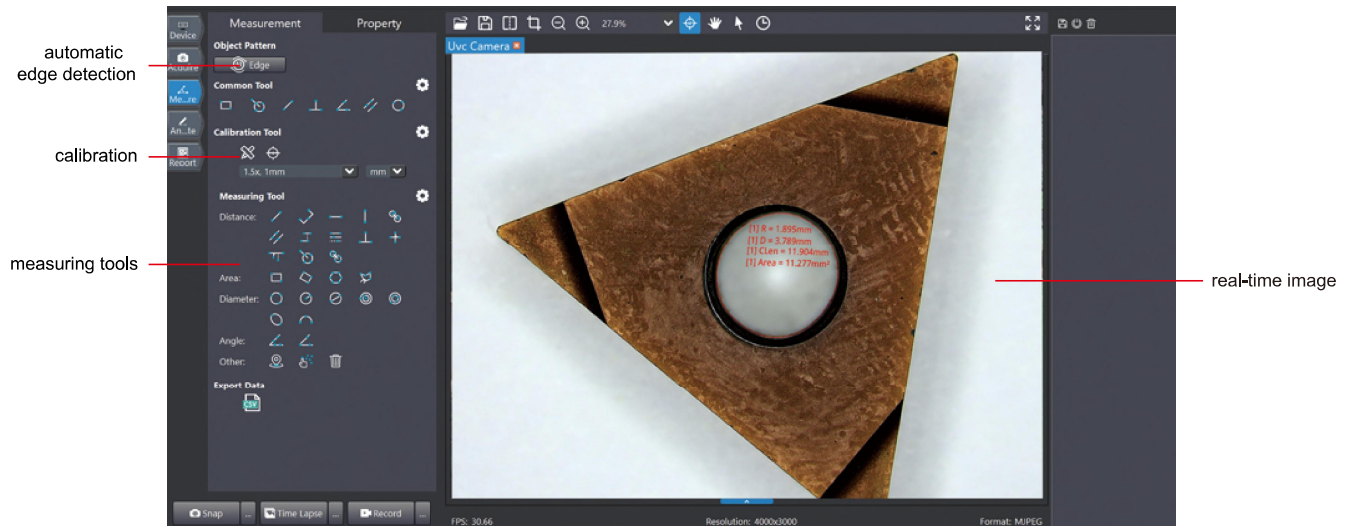 automatic
edge detection
calibration
measuring tools
real-time image
Device
Acquire
Me...re
An...te
Report
Measurement Property
Object Pattern
Edge
Common Tool
Calibration Tool
1.5x, 1mm mm
Measuring Tool
Distance:
Area:
Diameter:
Angle:
Other:
Export Data
CSV
Snap ... Time Lapse ... Record ...
27.9%
Uvc Camera
[1] R = 1.895mm
[1] D = 3.789mm
[1] CLen = 11.904mm
[1] Area = 11.277mm²
FPS: 30.66 Resolution: 4000x3000 Format: MJPEG